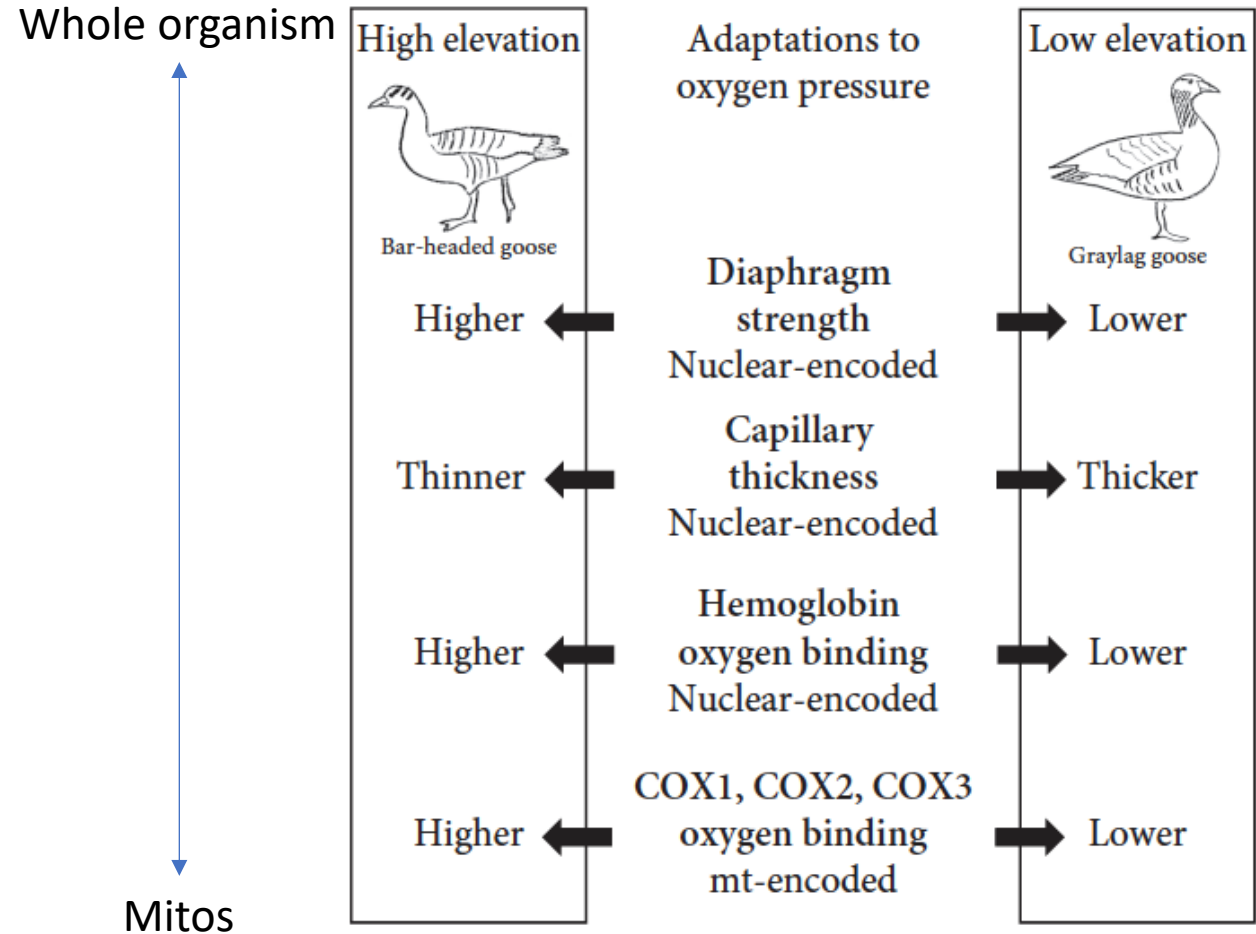 Whole organism
High elevation
Adaptations to
oxygen pressure
Low elevation
Bar-headed goose
Graylag goose
Higher
Diaphragm
strength
Nuclear-encoded
Lower
Thinner
Capillary
thickness
Nuclear-encoded
Thicker
Higher
Hemoglobin
oxygen binding
Nuclear-encoded
Lower
Higher
COX1, COX2, COX3
oxygen binding
mt-encoded
Lower
Mitos